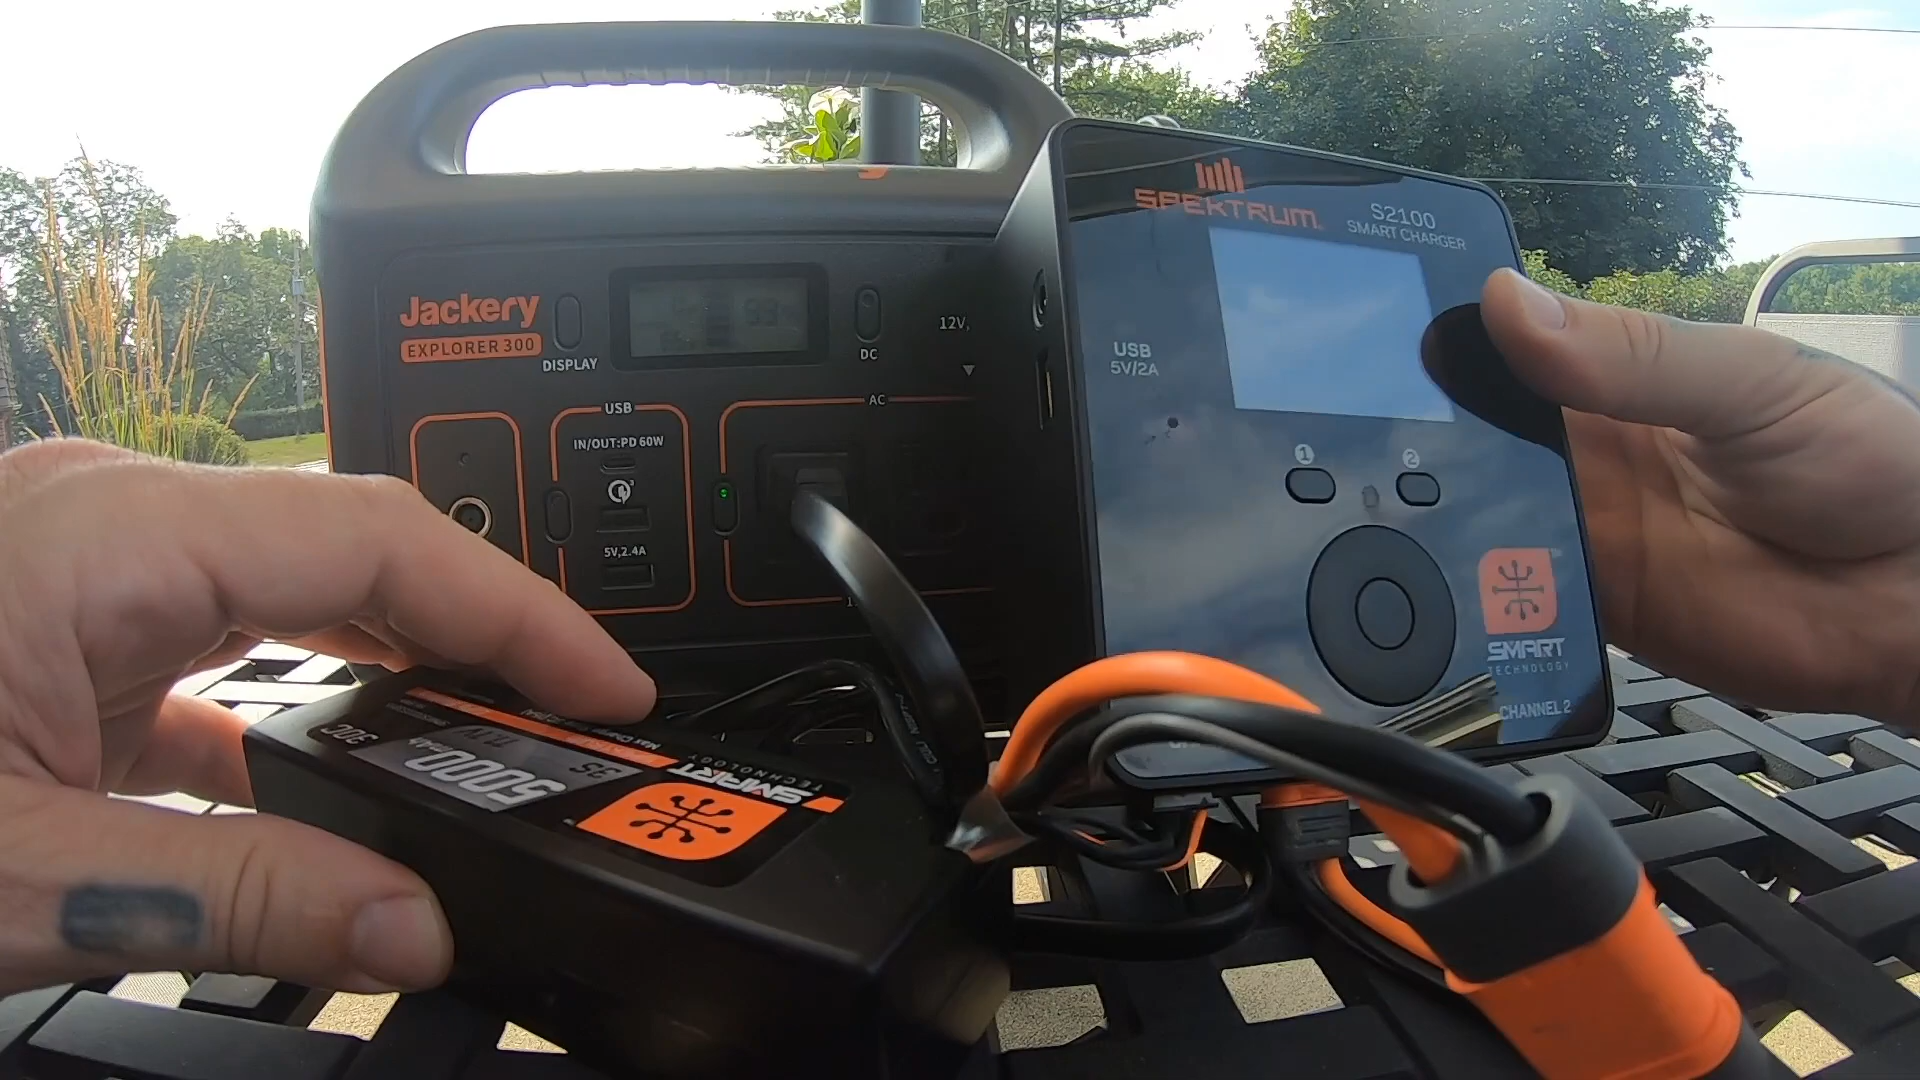 Jackery
EXPLORER 300
DISPLAY
DC
12V,
USB
IN/OUT:PD 60W
5V,2.4A
AC
SPEKTRUM
S2100
SMART CHARGER
USB
5V/2A
1
2
SMART
TECHNOLOGY
CHANNEL 2
SMART
TECHNOLOGY
5000
mAh
3S
11.1V
30C